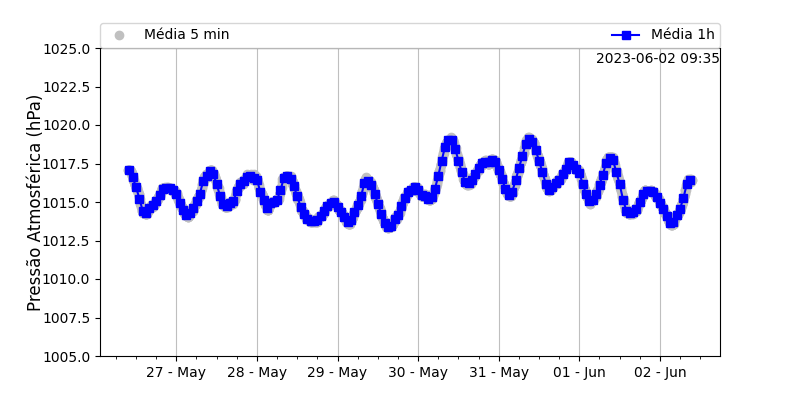 Média 5 min
Média 1h
2023-06-02 09:35
Pressão Atmosférica (hPa)
1025.0
1022.5
1020.0
1017.5
1015.0
1012.5
1010.0
1007.5
1005.0
27 - May
28 - May
29 - May
30 - May
31 - May
01 - Jun
02 - Jun